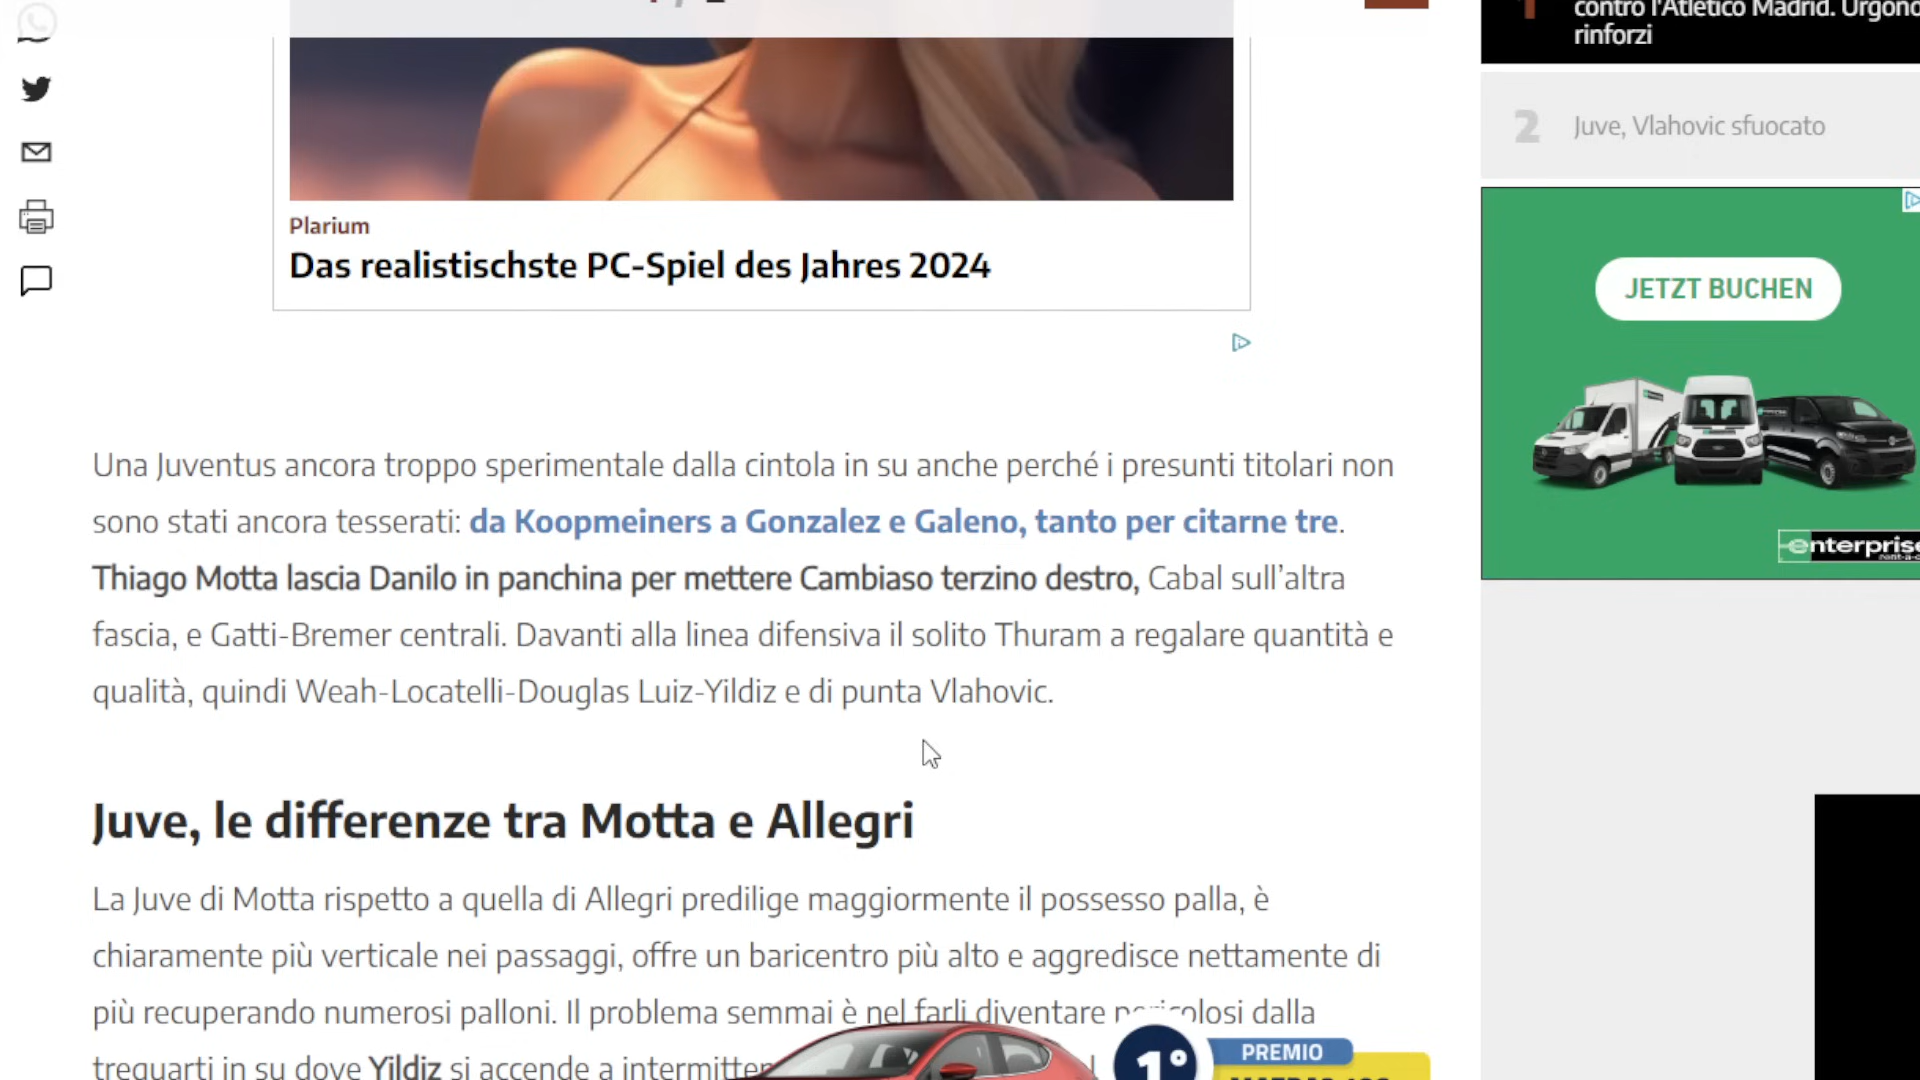 contro l'Atletico Madrid. Urgono
rinforzi
1
2 Juve, Vlahovic sfuocato
Plarium
Das realistischste PC-Spiel des Jahres 2024
JETZT BUCHEN
enterprise
rent-a-c
Una Juventus ancora troppo sperimentale dalla cintola in su anche perché i presunti titolari non
sono stati ancora tesserati: da Koopmeiners a Gonzalez e Galeno, tanto per citarne tre.
Thiago Motta lascia Danilo in panchina per mettere Cambiaso terzino destro, Cabal sull'altra
fascia, e Gatti-Bremer centrali. Davanti alla linea difensiva il solito Thuram a regalare quantità e
qualità, quindi Weah-Locatelli-Douglas Luiz-Yildiz e di punta Vlahovic.
Juve, le differenze tra Motta e Allegri
La Juve di Motta rispetto a quella di Allegri predilige maggiormente il possesso palla, è
chiaramente più verticale nei passaggi, offre un baricentro più alto e aggredisce nettamente di
più recuperando numerosi palloni. Il problema semmai è nel farli diventare pericolosi dalla
trequarti in su dove Yildiz si accende a intermitten
1°
PREMIO